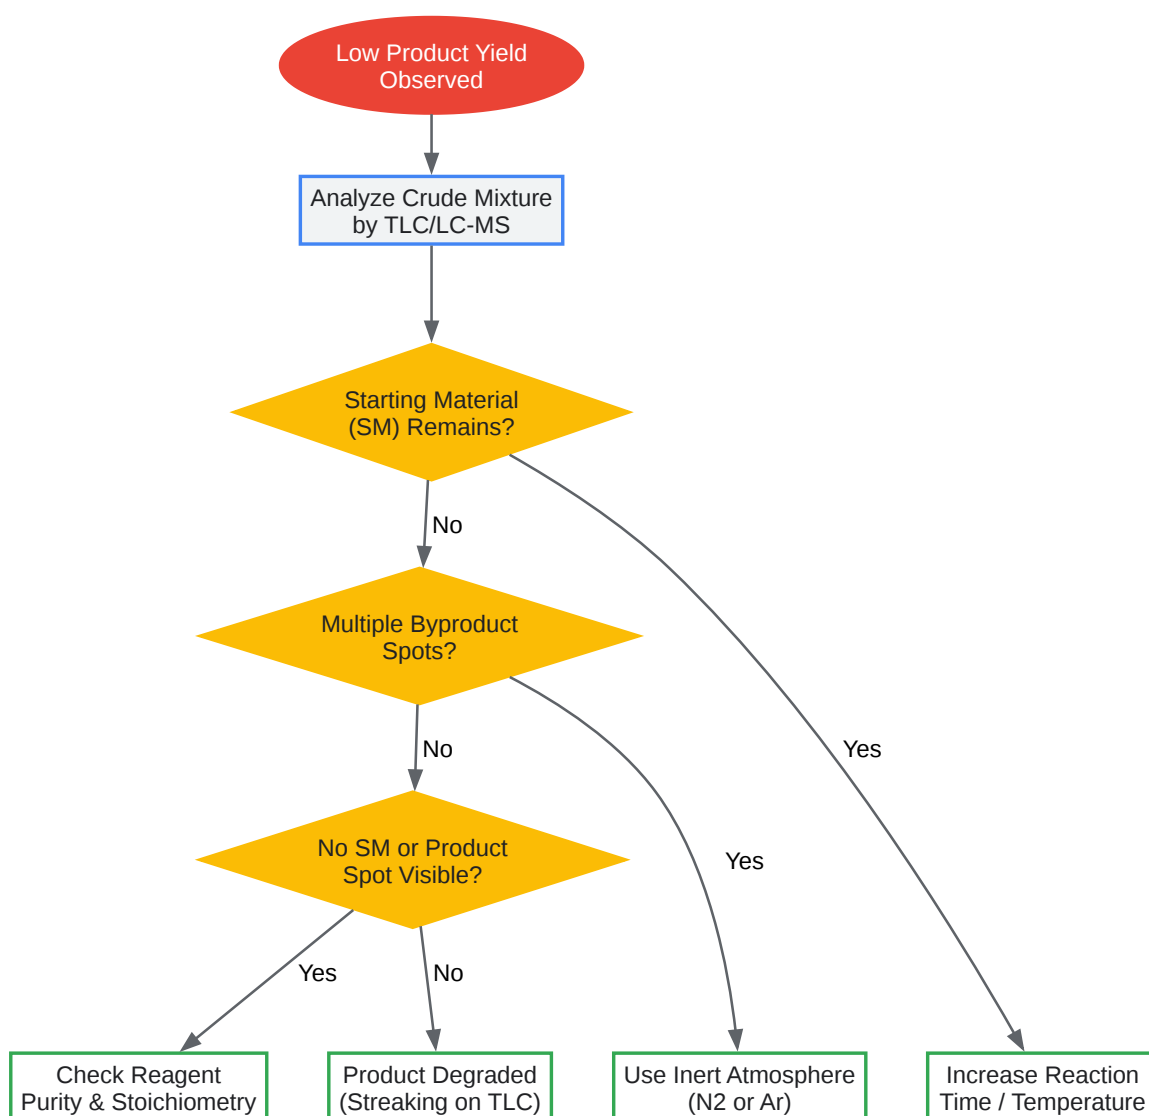 Low Product Yield
Observed
Analyze Crude Mixture
by TLC/LC-MS
Starting Material
(SM) Remains?
No
Multiple Byproduct
Spots?
No
Yes
No SM or Product
Spot Visible?
Yes
Yes
No
Check Reagent
Purity & Stoichiometry
Product Degraded
(Streaking on TLC)
Use Inert Atmosphere
(N2 or Ar)
Increase Reaction
Time / Temperature